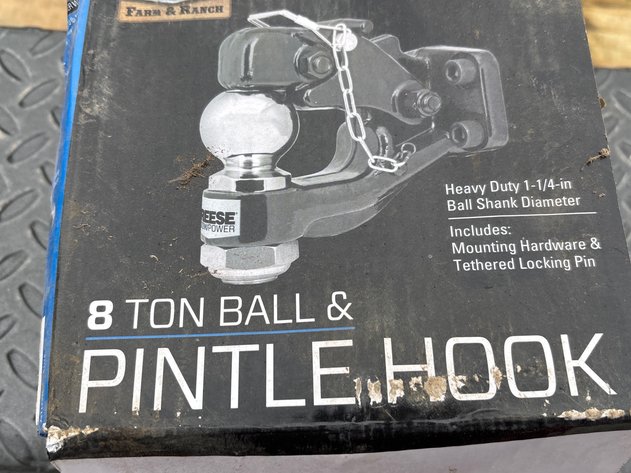 FARM & RANCH
REESE
POWER
Heavy Duty 1-1/4-in
Ball Shank Diameter
Includes:
Mounting Hardware &
Tethered Locking Pin
8 TON BALL &
PINTLE HOOK